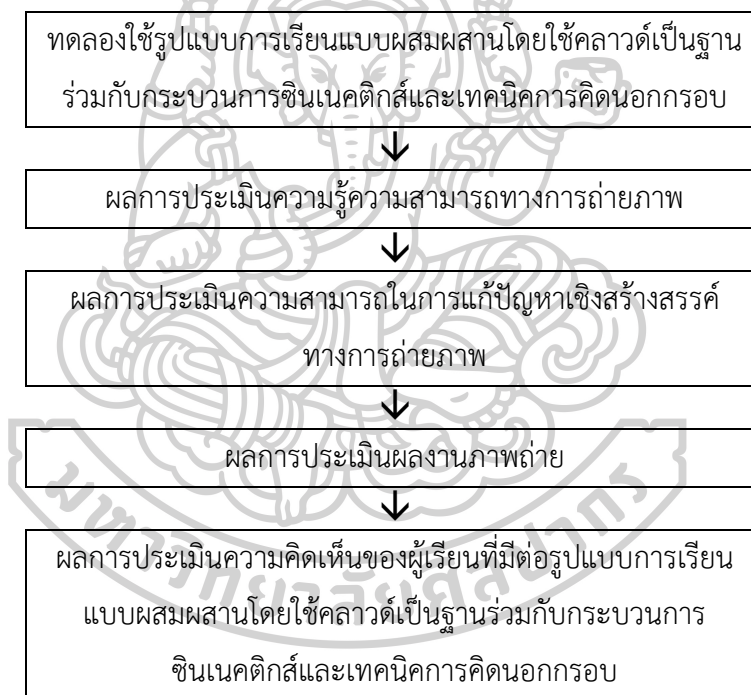 ทดลองใช้รูปแบบการเรียนแบบผสมผสานโดยใช้คลาวด์เป็นฐาน
ร่วมกับกระบวนการซินเนคติกส์และเทคนิคการคิดนอกกรอบ
ผลการประเมินความรู้ความสามารถทางการถ่ายภาพ
ผลการประเมินความสามารถในการแก้ปัญหาเชิงสร้างสรรค์
ทางการถ่ายภาพ
ผลการประเมินผลงานภาพถ่าย
ผลการประเมินความคิดเห็นของผู้เรียนที่มีต่อรูปแบบการเรียน
แบบผสมผสานโดยใช้คลาวด์เป็นฐานร่วมกับกระบวนการ
ซินเนคติกส์และเทคนิคการคิดนอกกรอบ
มหาวิทยาลัยศิลปากร